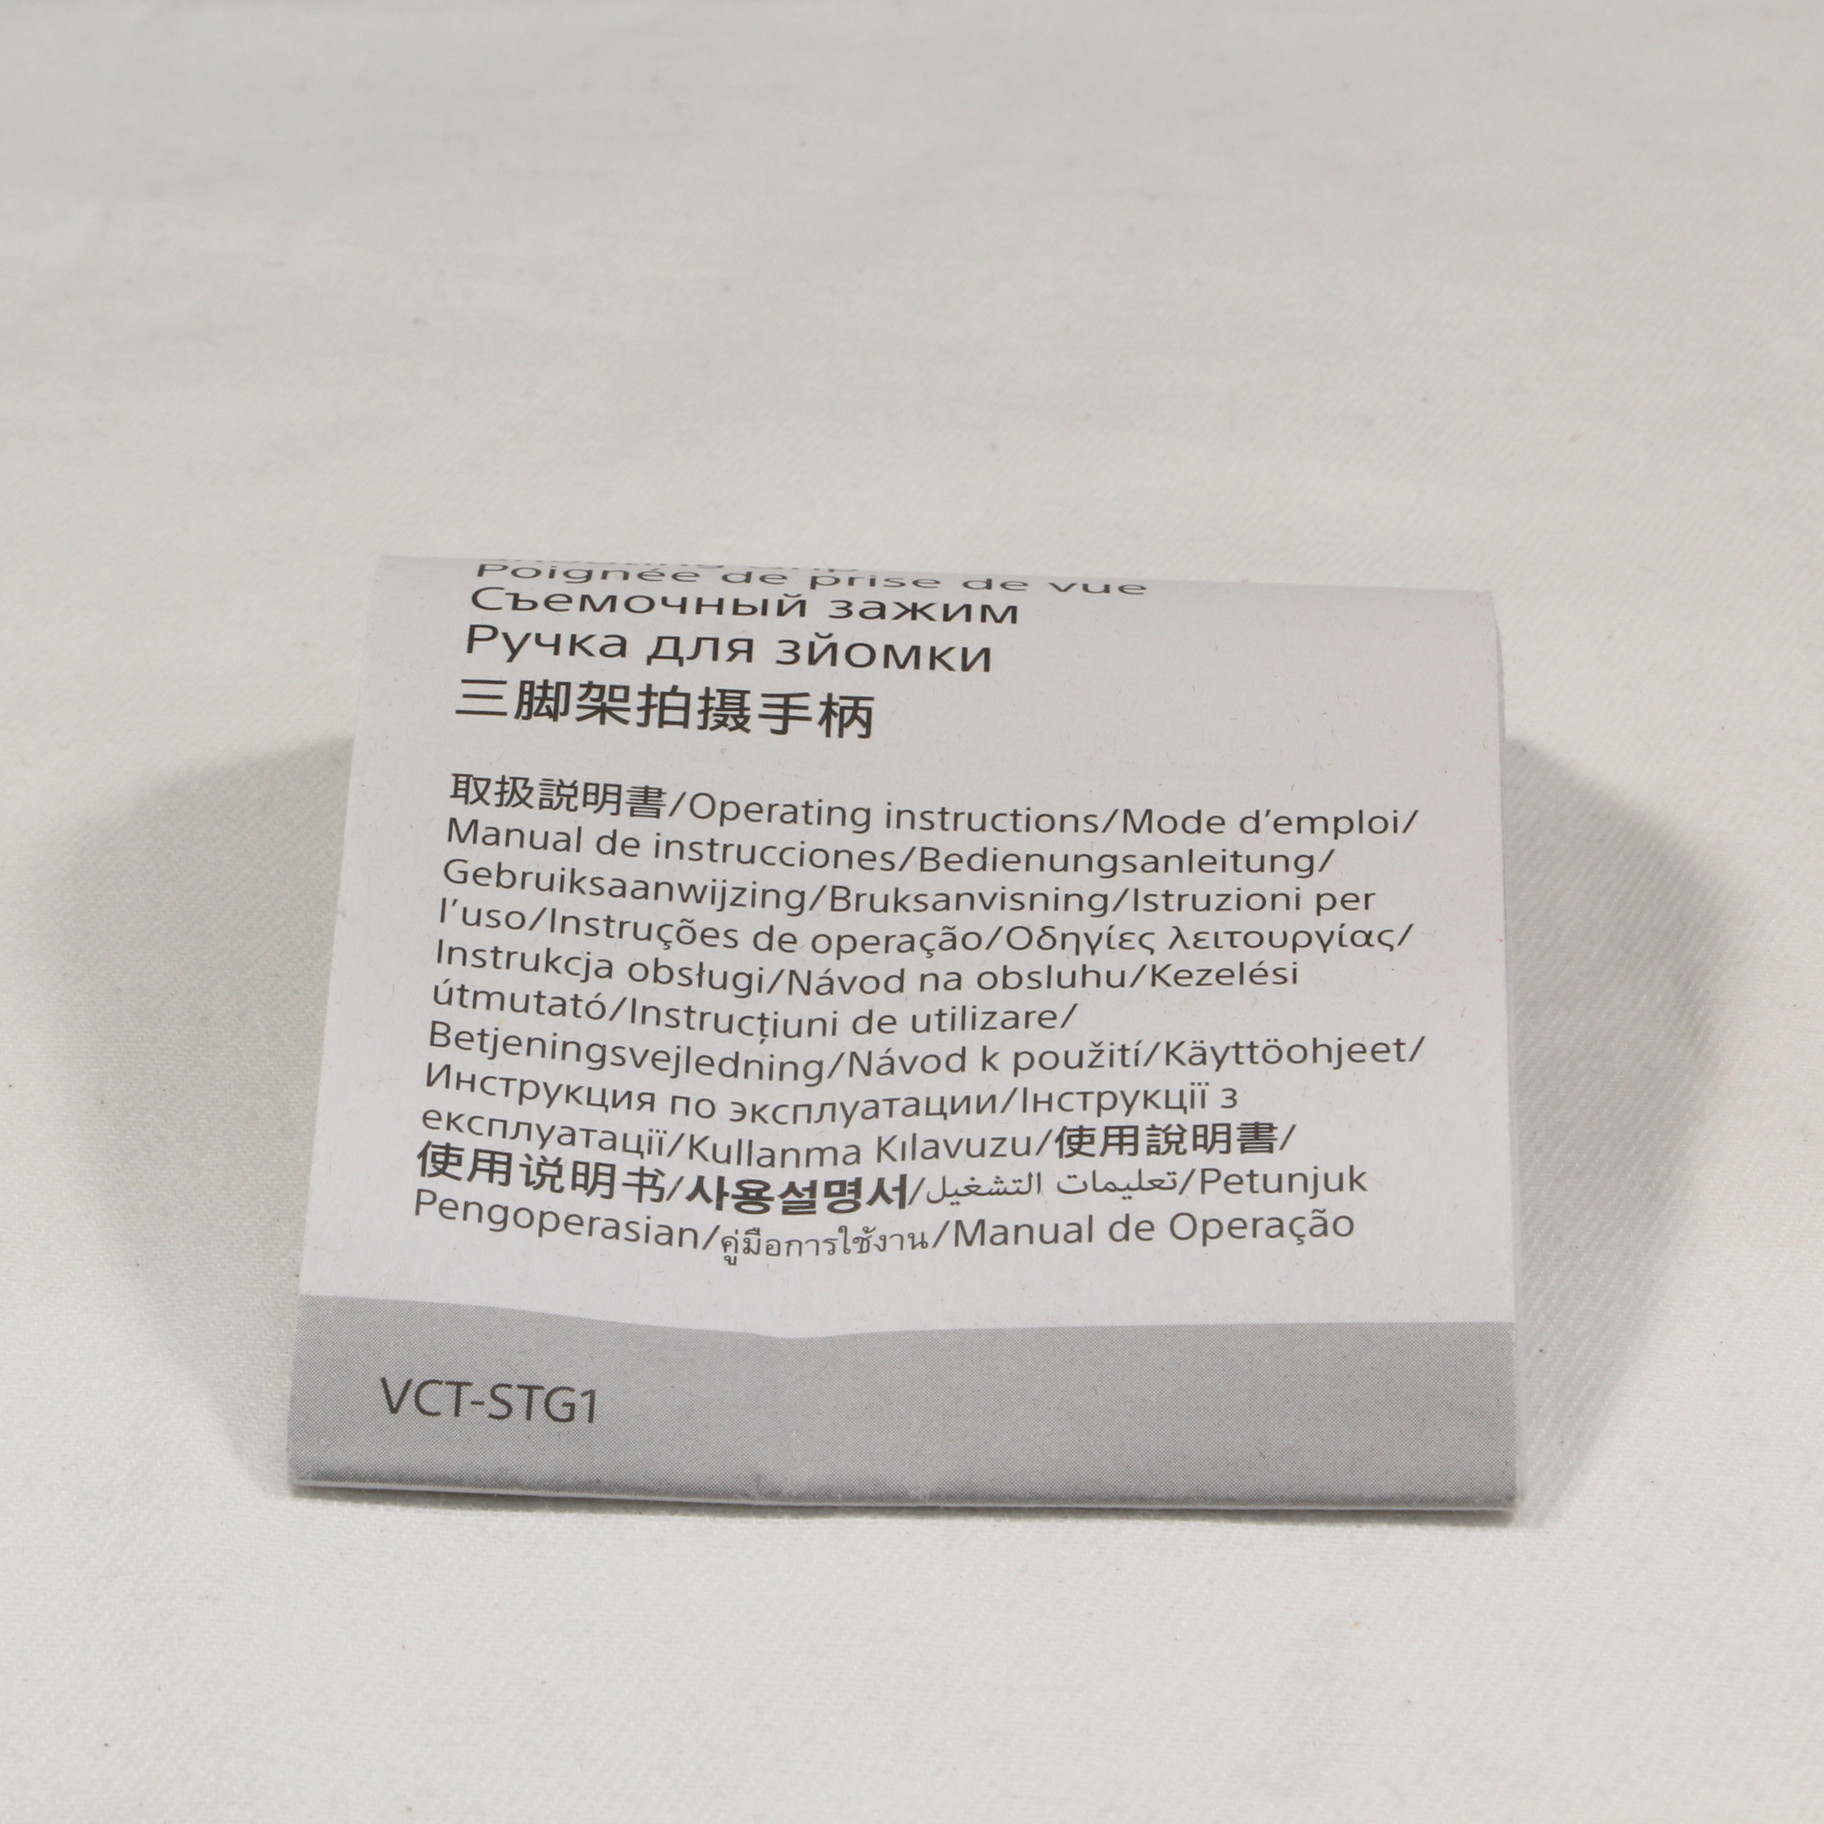 Poignée de prise de vue
Съемочный зажим
Ручка для зйомки
三脚架拍摄手柄
取扱説明書/Operating instructions/Mode d’emploi/
Manual de instrucciones/Bedienungsanleitung/
Gebruiksaanwijzing/Bruksanvisning/Istruzioni per
l’uso/Instruções de operação/Οδηγίες λειτουργίας/
Instrukcja obsługi/Návod na obsluhu/Kezelési
útmutató/Instrucțiuni de utilizare/
Betjeningsvejledning/Návod k použití/Käyttöohjeet/
Инструкция по эксплуатации/Інструкції з
експлуатації/Kullanma Kılavuzu/使用說明書/
使用说明书/사용설명서/تعليمات التشغيل/Petunjuk
Pengoperasian/คู่มือการใช้งาน/Manual de Operação
VCT-STG1